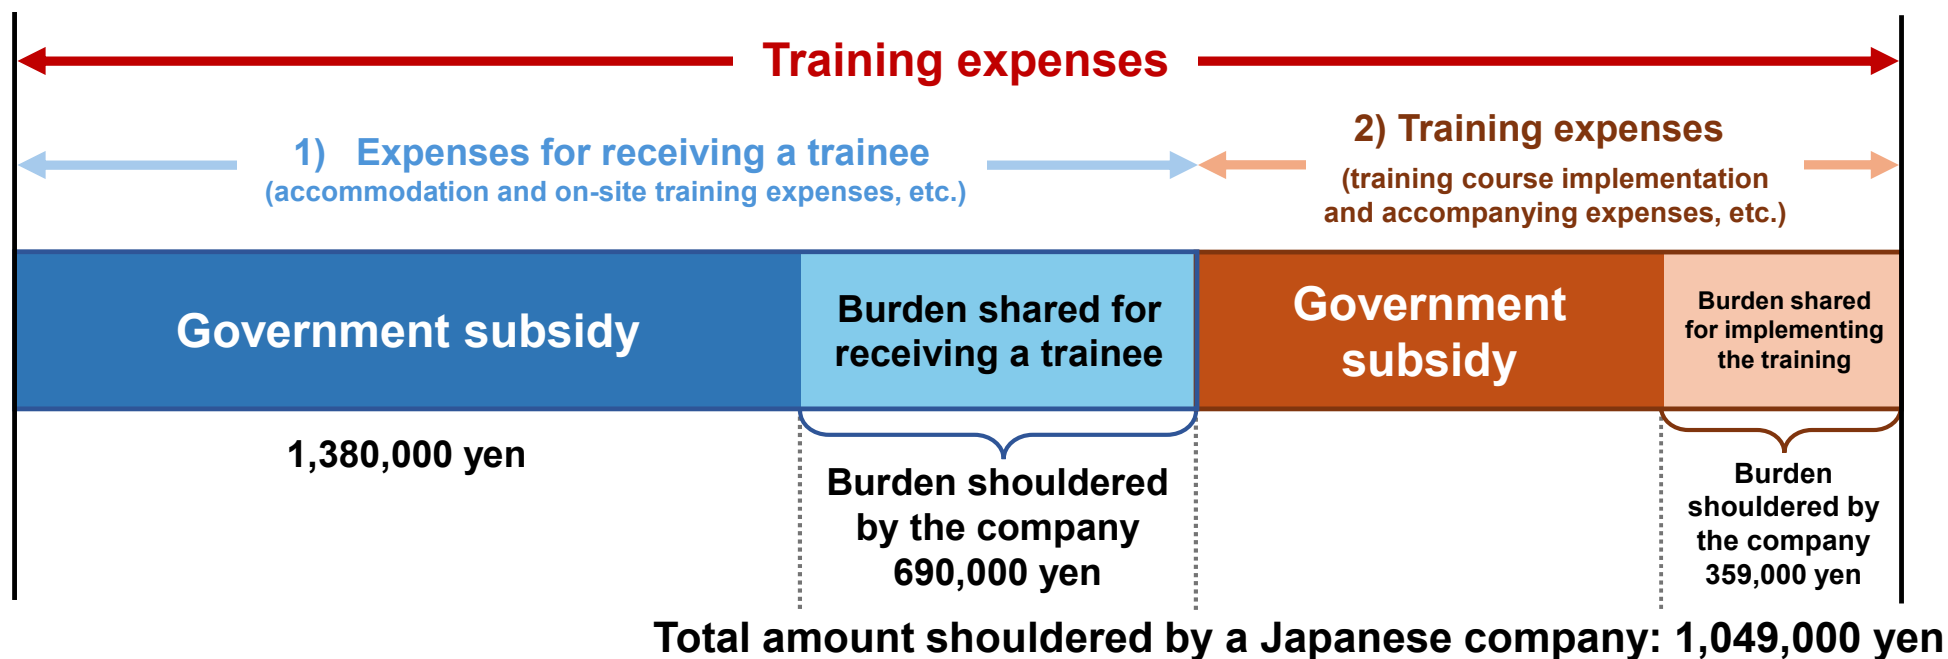 Training expenses
1) Expenses for receiving a trainee
(accommodation and on-site training expenses, etc.)
2) Training expenses
(training course implementation
and accompanying expenses, etc.)
Government subsidy
Burden shared for
receiving a trainee
Government
subsidy
Burden shared
for implementing
the training
1,380,000 yen
Burden shouldered
by the company
690,000 yen
Burden
shouldered by
the company
359,000 yen
Total amount shouldered by a Japanese company: 1,049,000 yen